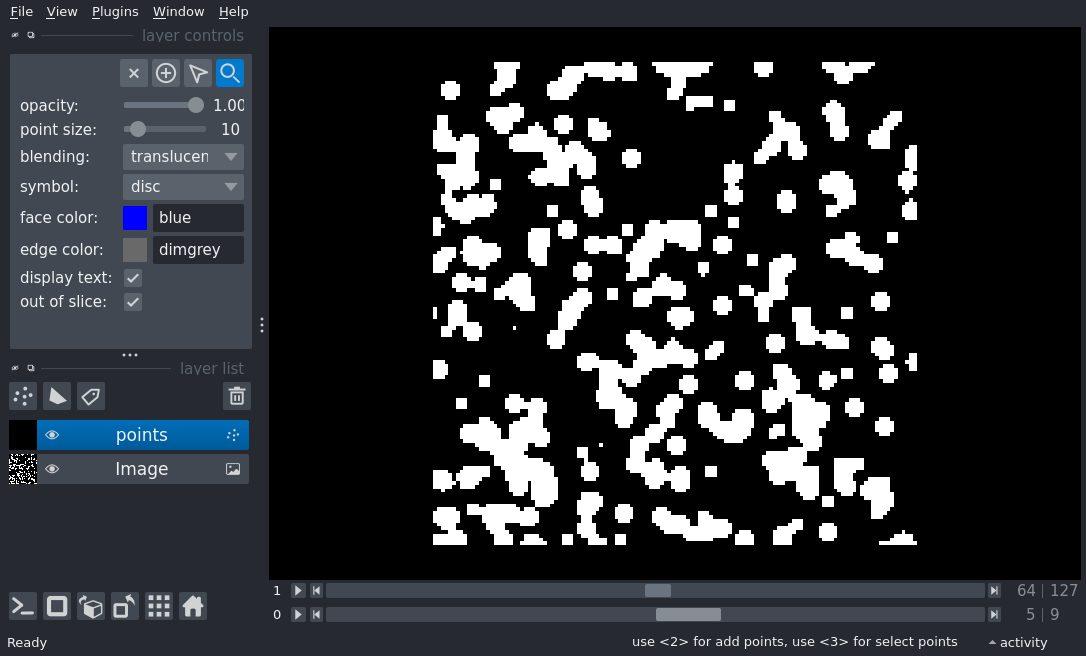 File View Plugins Window Help
layer controls
opacity: 1.00
point size: 10
blending: translucen
symbol: disc
face color: blue
edge color: dimgrey
display text:
out of slice:
layer list
points
Image
1 64 | 127
0 5 | 9
Ready use <2> for add points, use <3> for select points activity